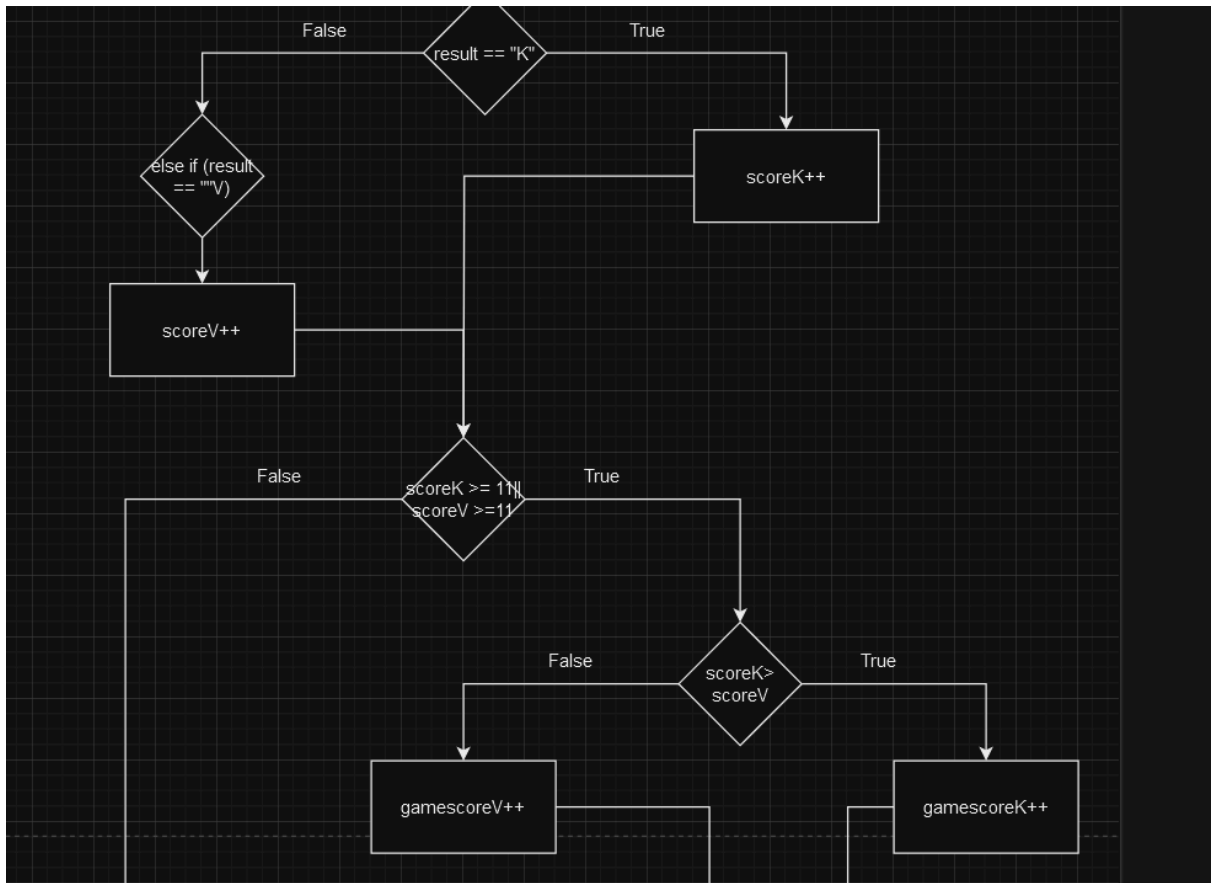 False
True
result == "K"
else if (result
== ""V)
scoreK++
scoreV++
False
True
scoreK >= 11||
scoreV >=11
False
True
scoreK>
scoreV
gamescoreV++
gamescoreK++